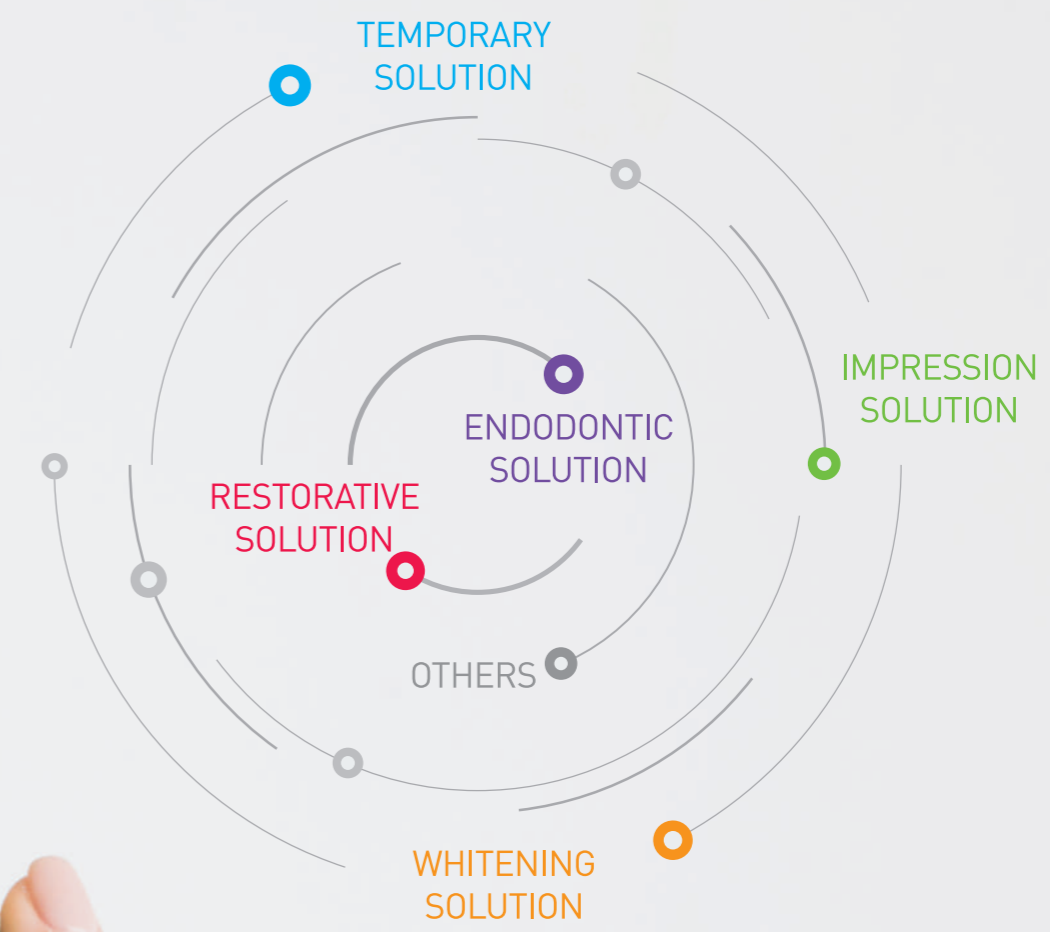 TEMPORARY
SOLUTION
IMPRESSION
SOLUTION
ENDODONTIC
SOLUTION
RESTORATIVE
SOLUTION
OTHERS
WHITENING
SOLUTION